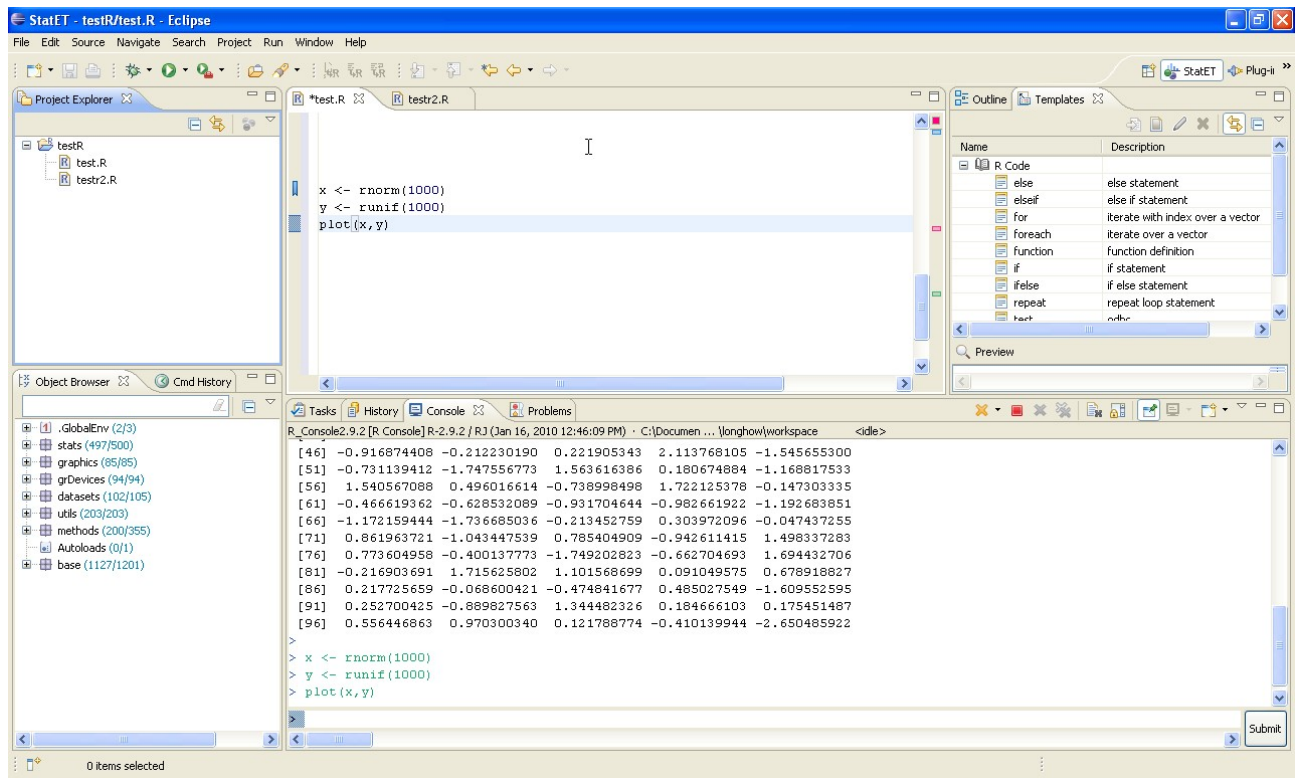 StatET - testR/test.R - Eclipse
File Edit Source Navigate Search Project Run Window Help
StatET Plug-in »
Project Explorer
testR
test.R
testr2.R
*test.R testr2.R
x <- rnorm(1000)
y <- runif(1000)
plot(x,y)
Outline Templates
Name Description
R Code
else else statement
elseif else if statement
for iterate with index over a vector
foreach iterate over a vector
function function definition
if if statement
ifelse if else statement
repeat repeat loop statement
test odbc
Preview
Object Browser Cmd History
.GlobalEnv (2/3)
stats (497/500)
graphics (85/85)
grDevices (94/94)
datasets (102/105)
utils (203/203)
methods (200/355)
Autoloads (0/1)
base (1127/1201)
Tasks History Console Problems
R_Console2.9.2 [R Console] R-2.9.2 / RJ (Jan 16, 2010 12:46:09 PM) · C:\Documen ... \longhow\workspace <idle>
[46] -0.916874408 -0.212230190 0.221905343 2.113768105 -1.545655300
[51] -0.731139412 -1.747556773 1.563616386 0.180674884 -1.168817533
[56] 1.540567088 0.496016614 -0.738998498 1.722125378 -0.147303335
[61] -0.466619362 -0.628532089 -0.931704644 -0.982661922 -1.192683851
[66] -1.172159444 -1.736685036 -0.213452759 0.303972096 -0.047437255
[71] 0.861963721 -1.043447539 0.785404909 -0.942611415 1.498337283
[76] 0.773604958 -0.400137773 -1.749202823 -0.662704693 1.694432706
[81] -0.216903691 1.715625802 1.101568699 0.091049575 0.678918827
[86] 0.217725659 -0.068600421 -0.474841677 0.485027549 -1.609552595
[91] 0.252700425 -0.889827563 1.344482326 0.184666103 0.175451487
[96] 0.556446863 0.970300340 0.121788774 -0.410139944 -2.650485922
>
> x <- rnorm(1000)
> y <- runif(1000)
> plot(x,y)
>
Submit
0 items selected